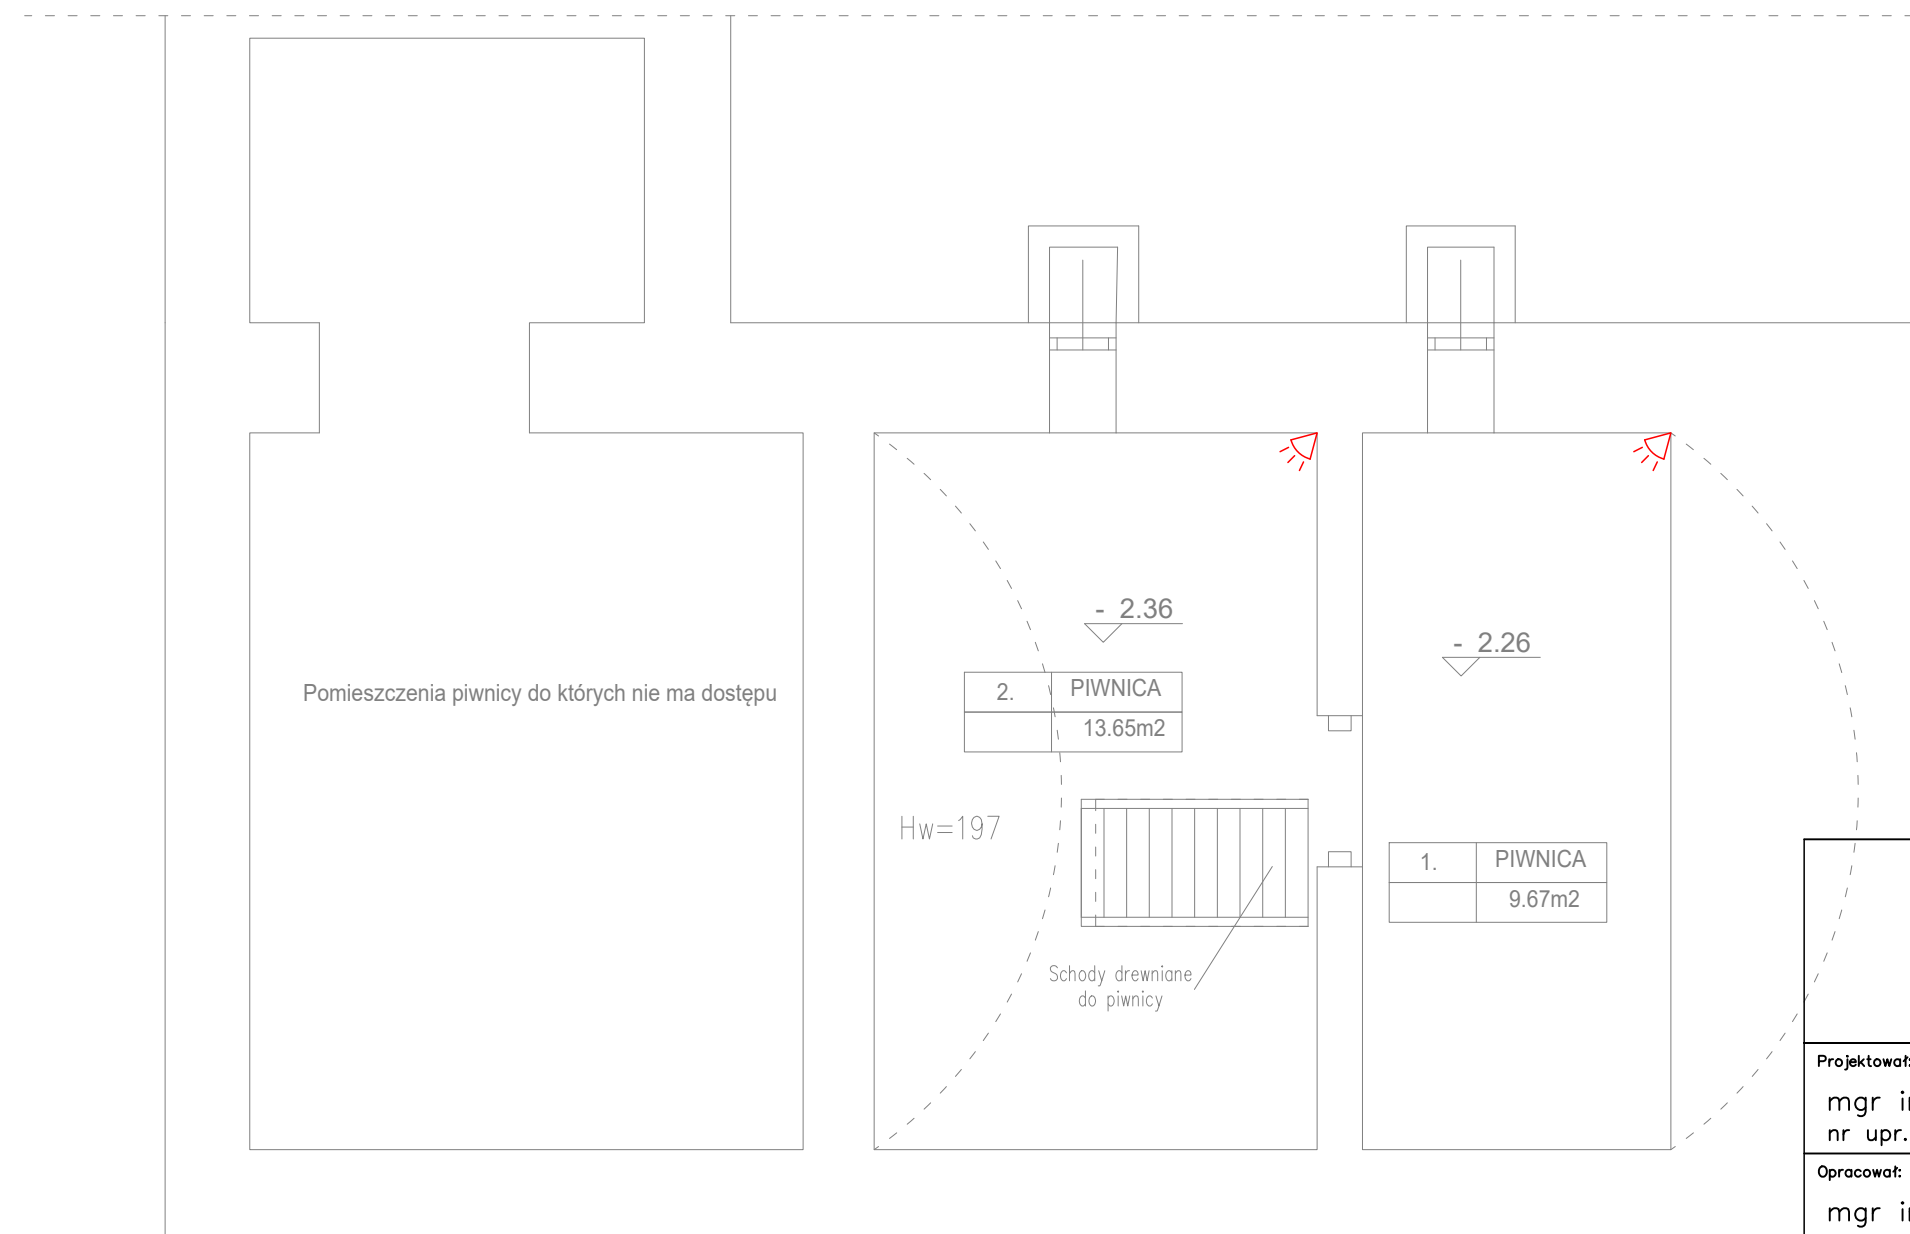 - 2.36
- 2.26
Pomieszczenia piwnicy do których nie ma dostępu
2. PIWNICA
13.65m2
Hw=197
1. PIWNICA
9.67m2
Schody drewniane
do piwnicy
Projektował:
mgr
nr upr.
Opracował:
mgr